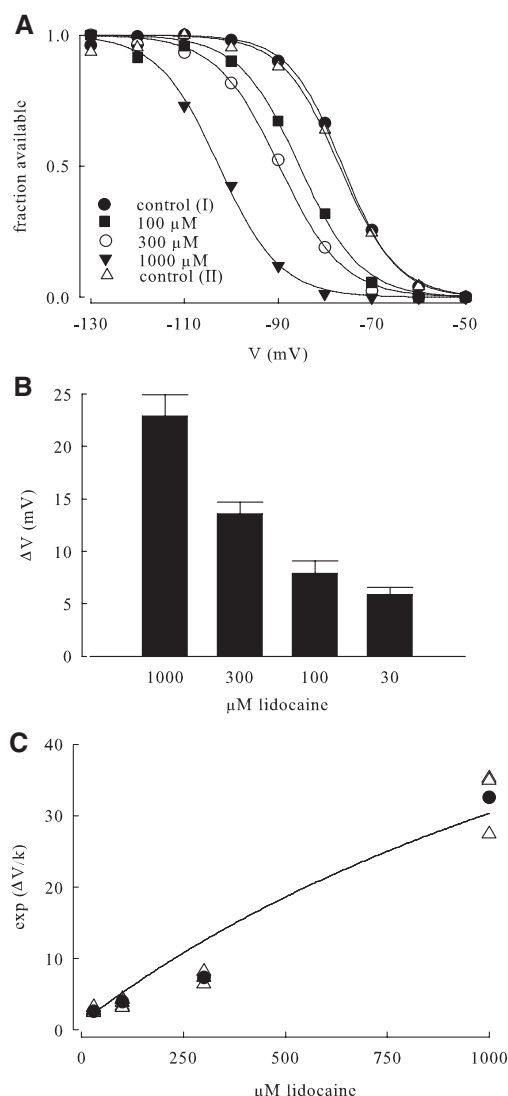 A
1.0
0.5
0.0
fraction available
control (I)
100 µM
300 µM
1000 µM
control (II)
-130 -110 -90 -70 -50
V (mV)
B
25
20
15
10
5
0
ΔV (mV)
1000 300 100 30
µM lidocaine
C
40
30
20
10
0
exp (ΔV/k)
0 250 500 750 1000
µM lidocaine